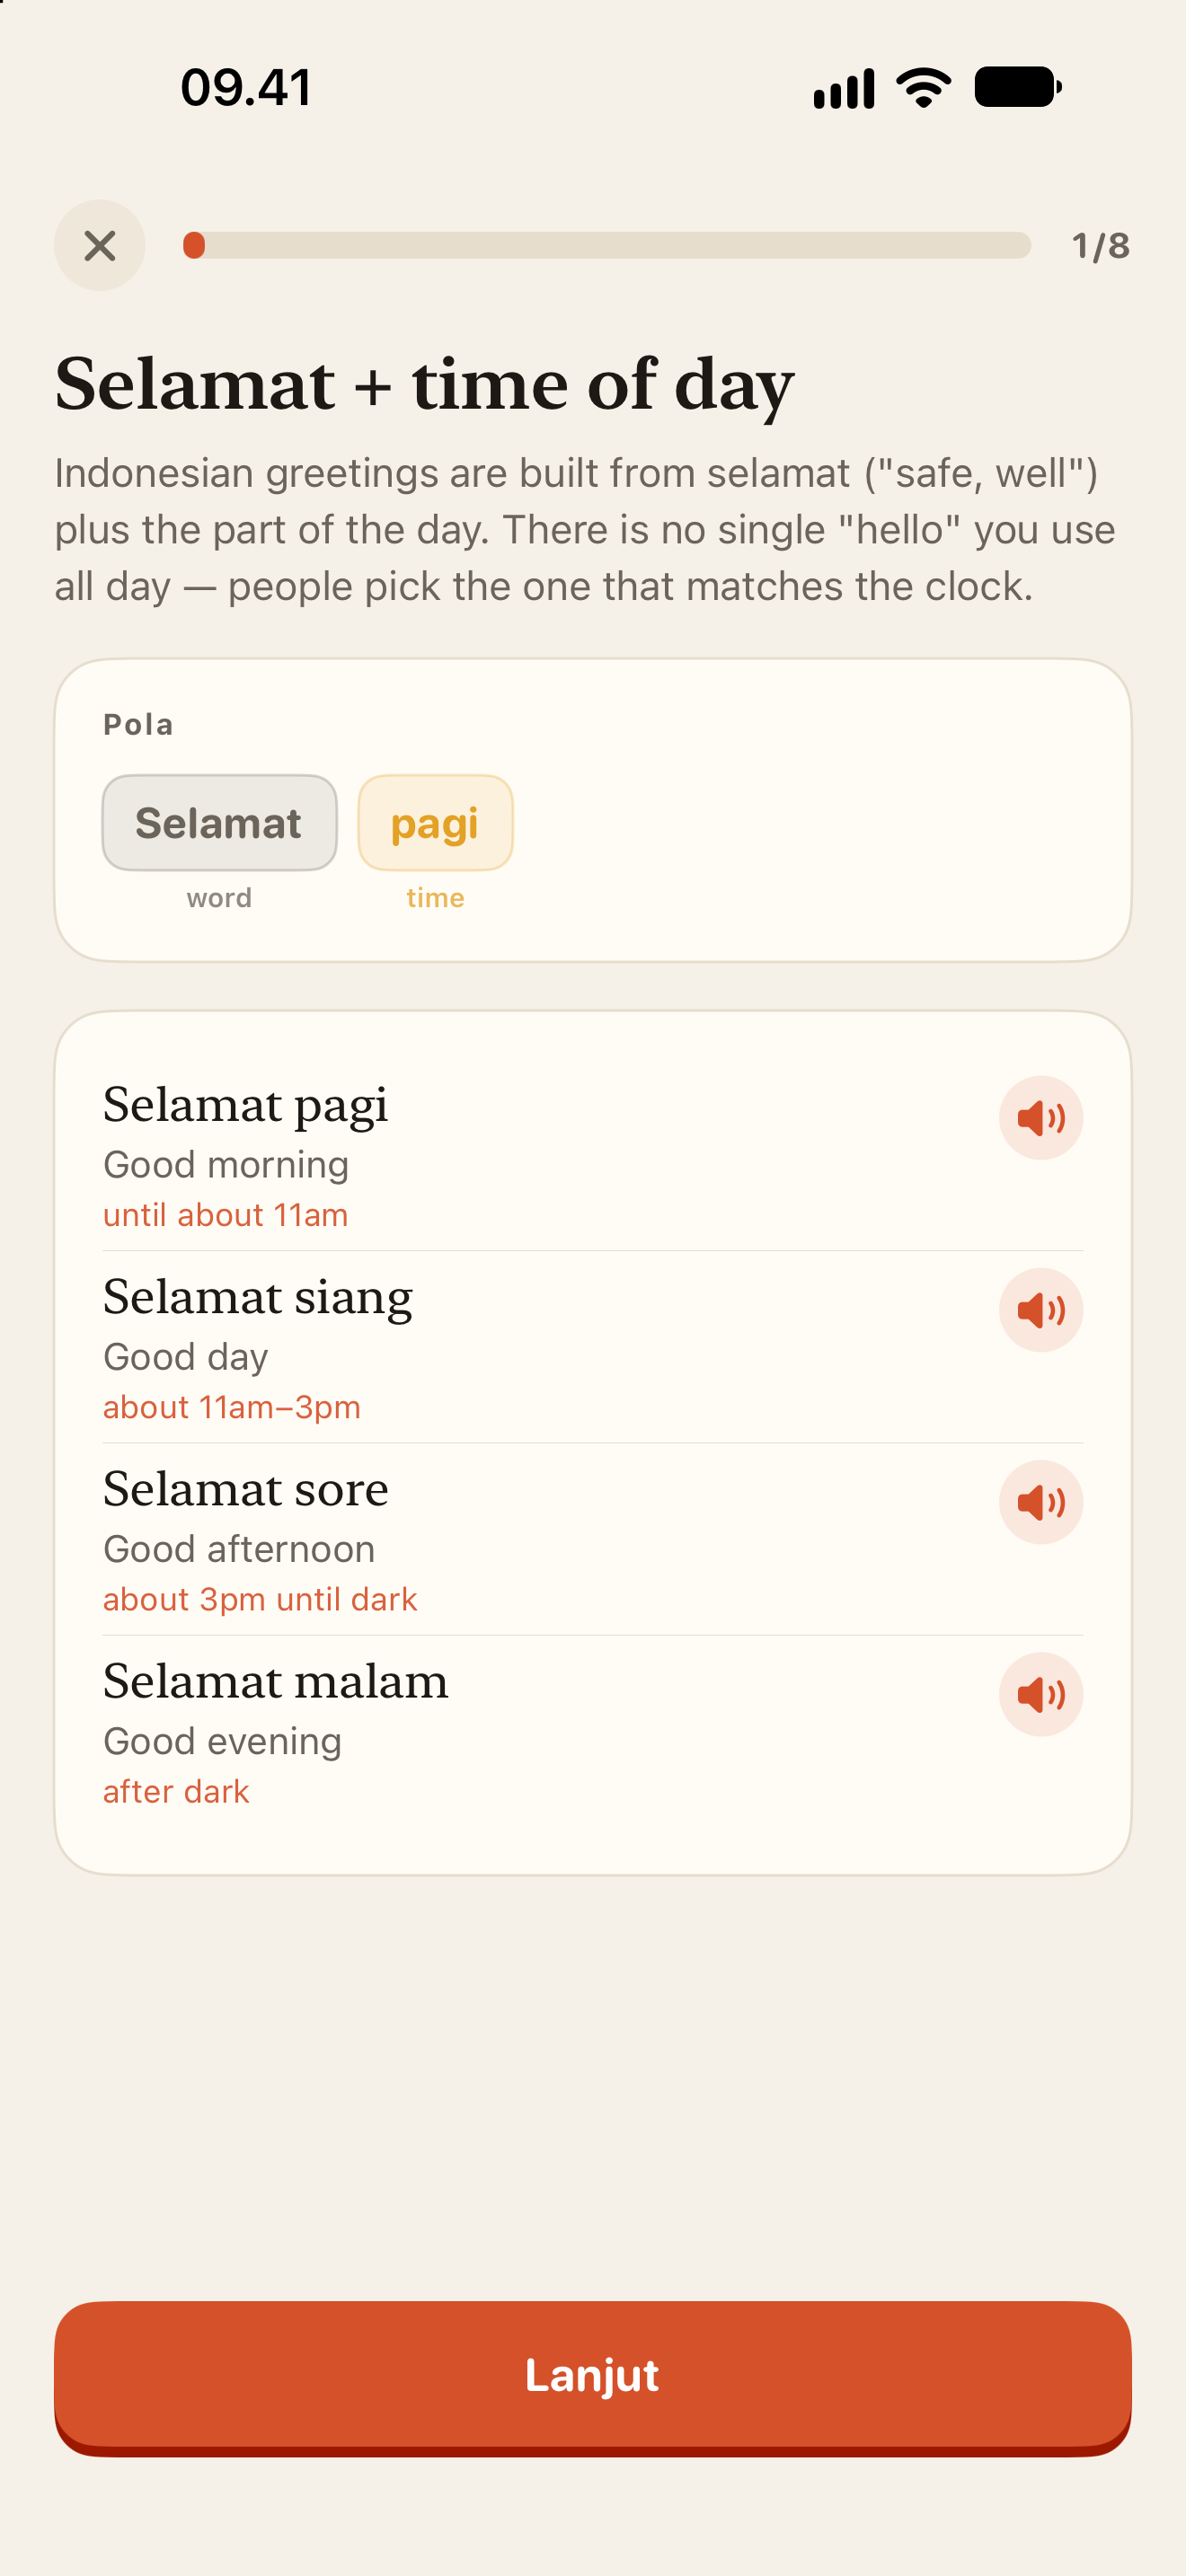 09.41
1/8
Selamat + time of day
Indonesian greetings are built from selamat ("safe, well")
plus the part of the day. There is no single "hello" you use
all day — people pick the one that matches the clock.
Pola
Selamat pagi
word time
Selamat pagi
Good morning
until about 11am
Selamat siang
Good day
about 11am–3pm
Selamat sore
Good afternoon
about 3pm until dark
Selamat malam
Good evening
after dark
Lanjut